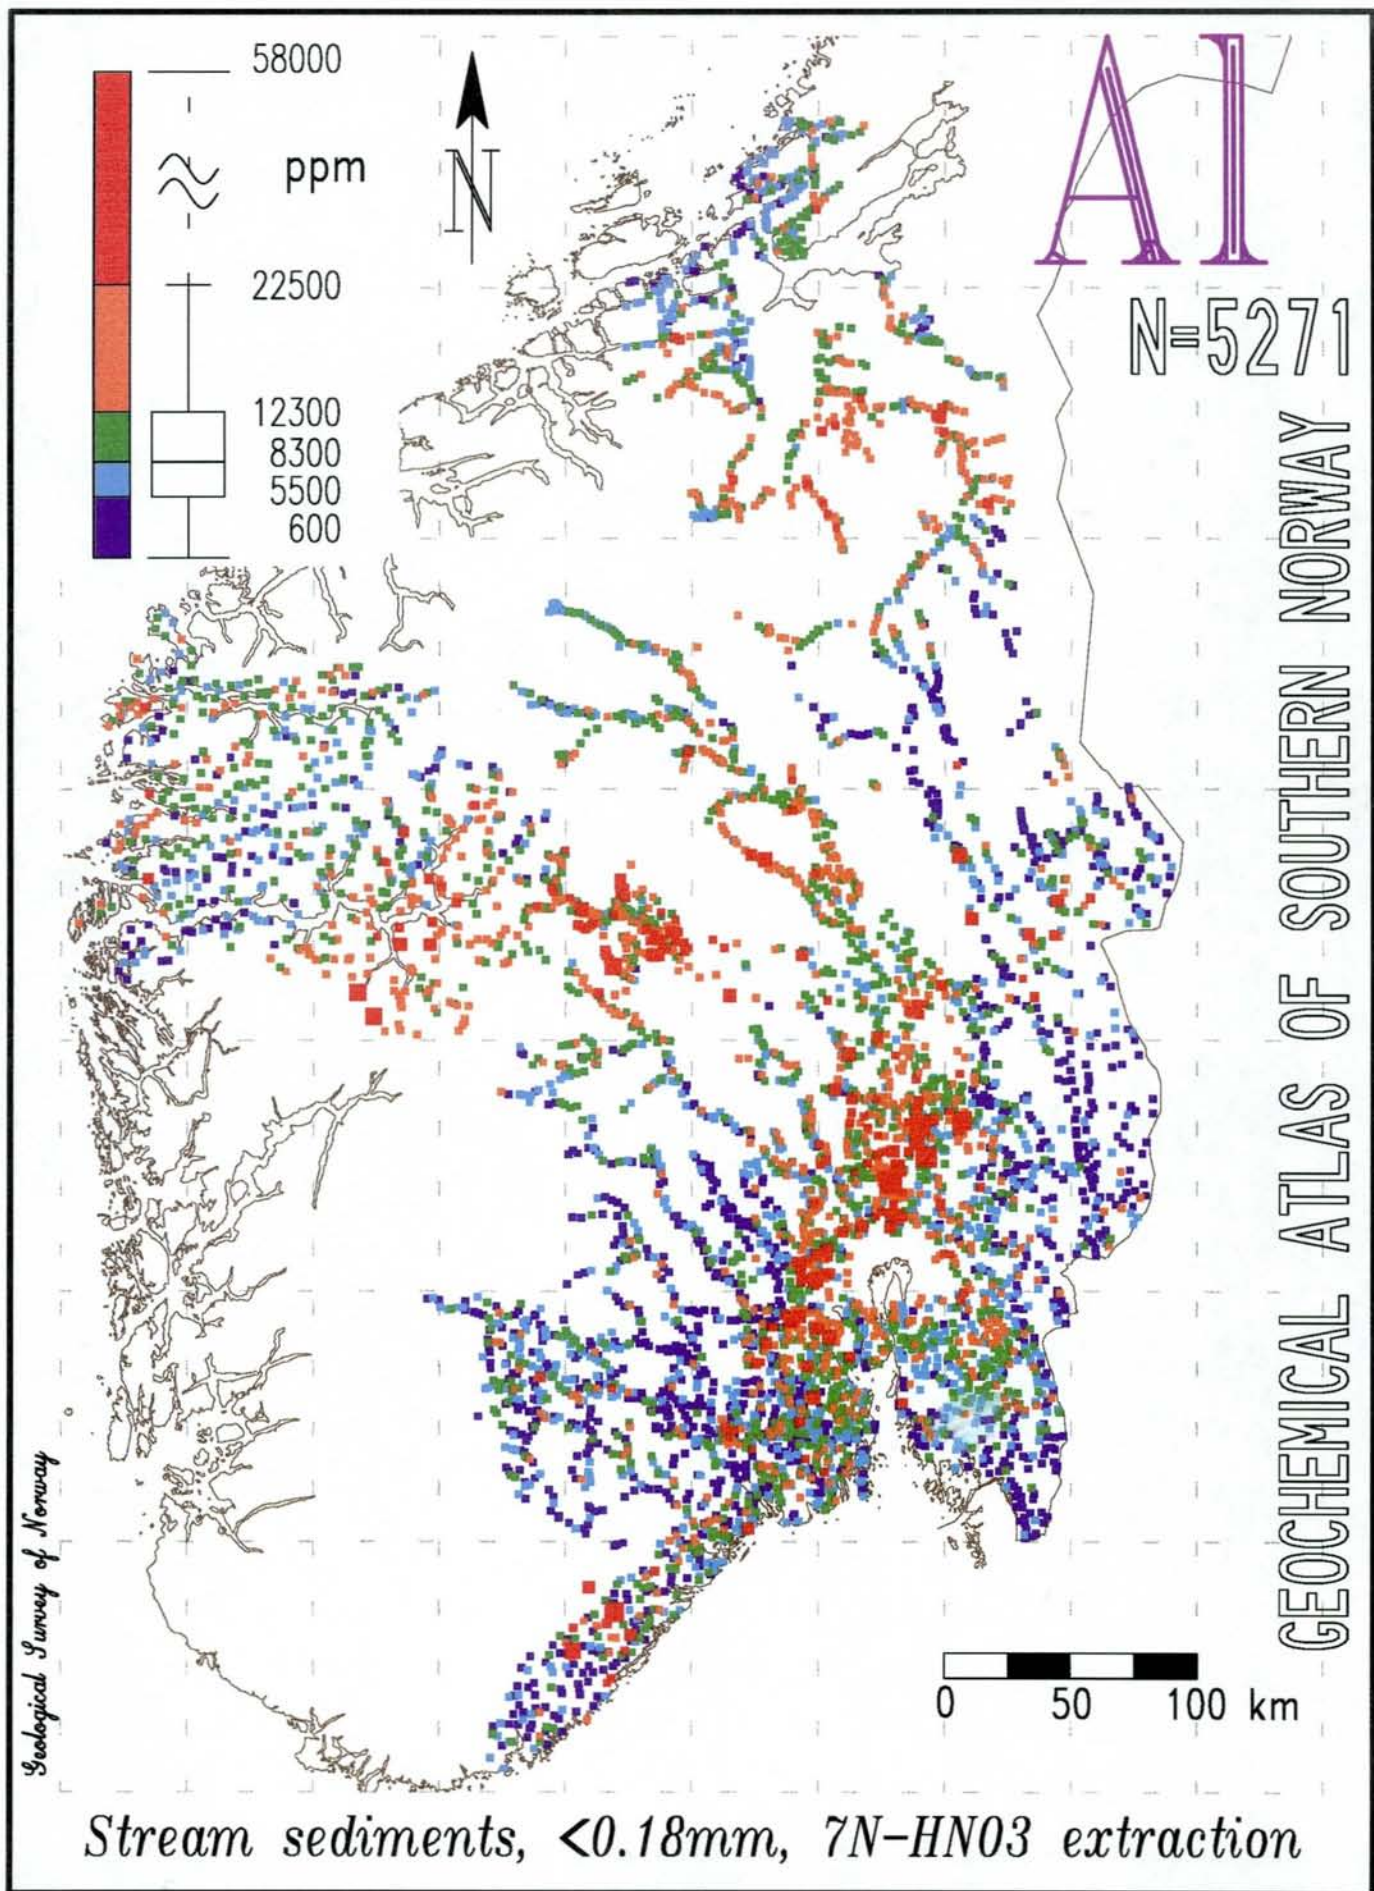 58000
ppm
22500
12300
8300
5500
600
N
Al
N=5271
GEOCHEMICAL ATLAS OF SOUTHERN NORWAY
Geological Survey of Norway
0 50 100 km
Stream sediments, <0.18mm, 7N-HNO3 extraction